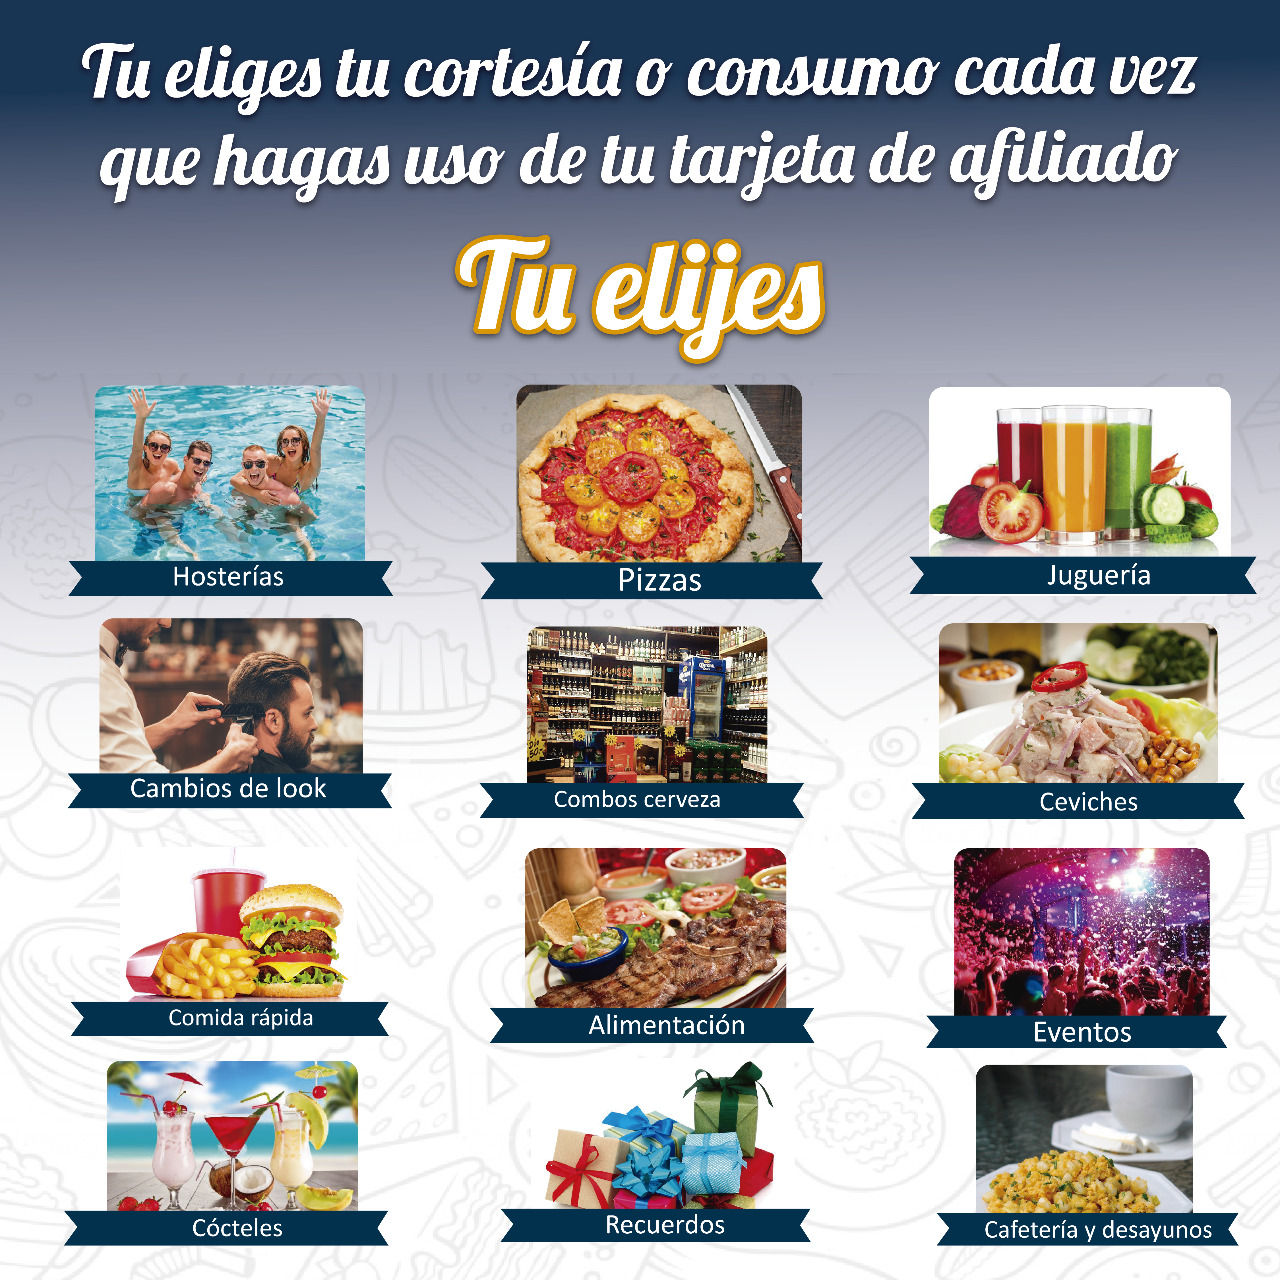 Tu eliges tu cortesía o consumo cada vez
que hagas uso de tu tarjeta de afiliado
Tu elijes
Hosterías
Pizzas
Juguería
Cambios de look
Combos cerveza
Ceviches
Comida rápida
Alimentación
Eventos
Cócteles
Recuerdos
Cafetería y desayunos